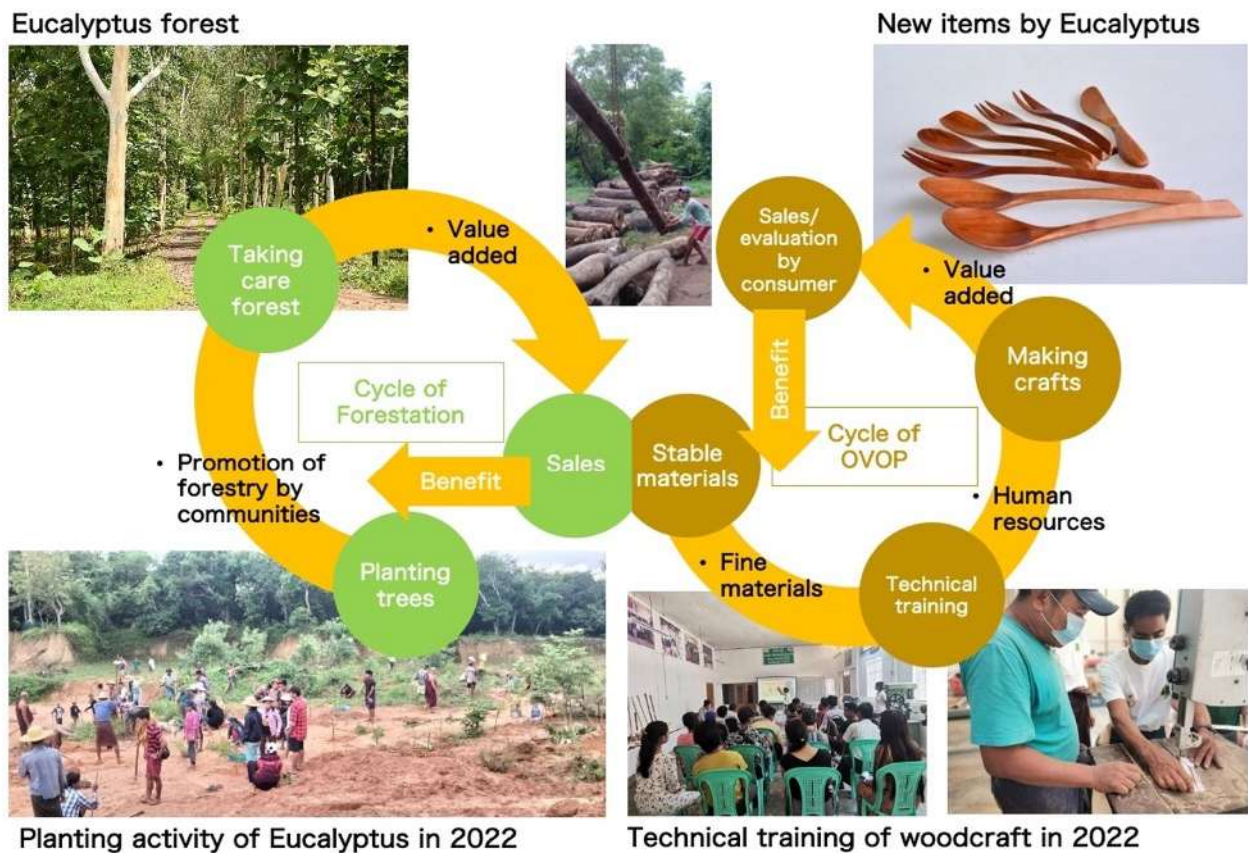 Eucalyptus forest
New items by Eucalyptus
Taking
care
forest
• Value
added
Sales/
evaluation by
consumer
• Value
added
Making
crafts
Cycle of
Forestation
Benefit
Sales
Stable
materials
Benefit
Cycle of
OVOP
• Promotion of
forestry by
communities
Planting
trees
• Fine
materials
Technical
training
• Human
resources
Planting activity of Eucalyptus in 2022
Technical training of woodcraft in 2022